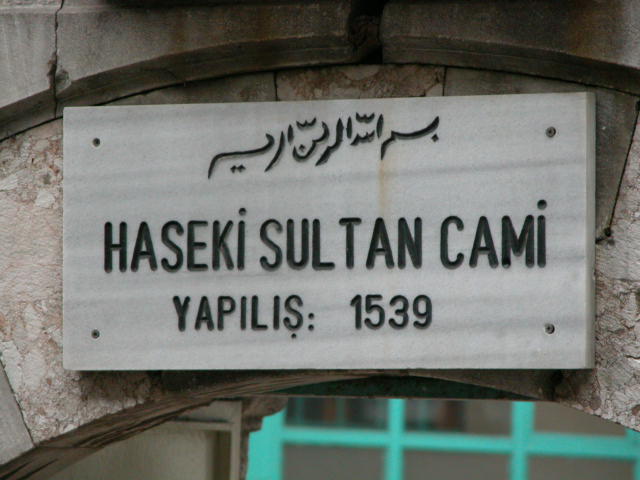 بسم الله الرحمن الرحيم
HASEKİ SULTAN CAMİ
YAPILIŞ: 1539